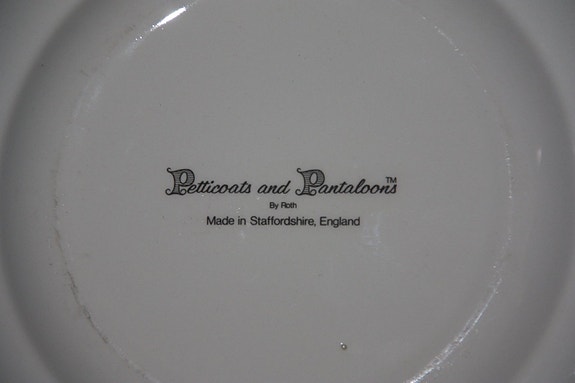 Petticoats and Pantaloons™
By Roth
Made in Staffordshire, England